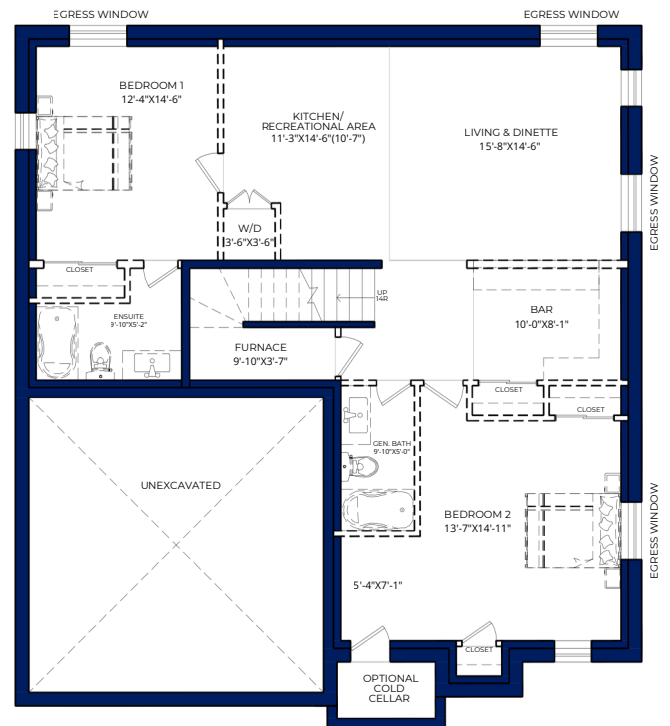 EGRESS WINDOW
EGRESS WINDOW
BEDROOM 1
12'-4"X14'-6"
KITCHEN/
RECREATIONAL AREA
11'-3"X14'-6"(10'-7")
LIVING & DINETTE
15'-8"X14'-6"
EGRESS WINDOW
W/D
3'-6"X3'-6"
CLOSET
UP
14R
ENSUITE
9'-10"X5'-2"
BAR
10'-0"X8'-1"
FURNACE
9'-10"X3'-7"
CLOSET
CLOSET
GEN. BATH
9'-10"X5'-0"
UNEXCAVATED
BEDROOM 2
13'-7"X14'-11"
EGRESS WINDOW
5'-4"X7'-1"
CLOSET
OPTIONAL
COLD
CELLAR